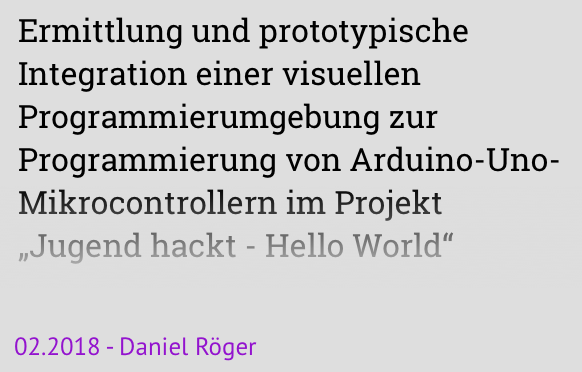 Ermittlung und prototypische
Integration einer visuellen
Programmierumgebung zur
Programmierung von Arduino-Uno-
Mikrocontrollern im Projekt
„Jugend hackt - Hello World“
02.2018 - Daniel Röger